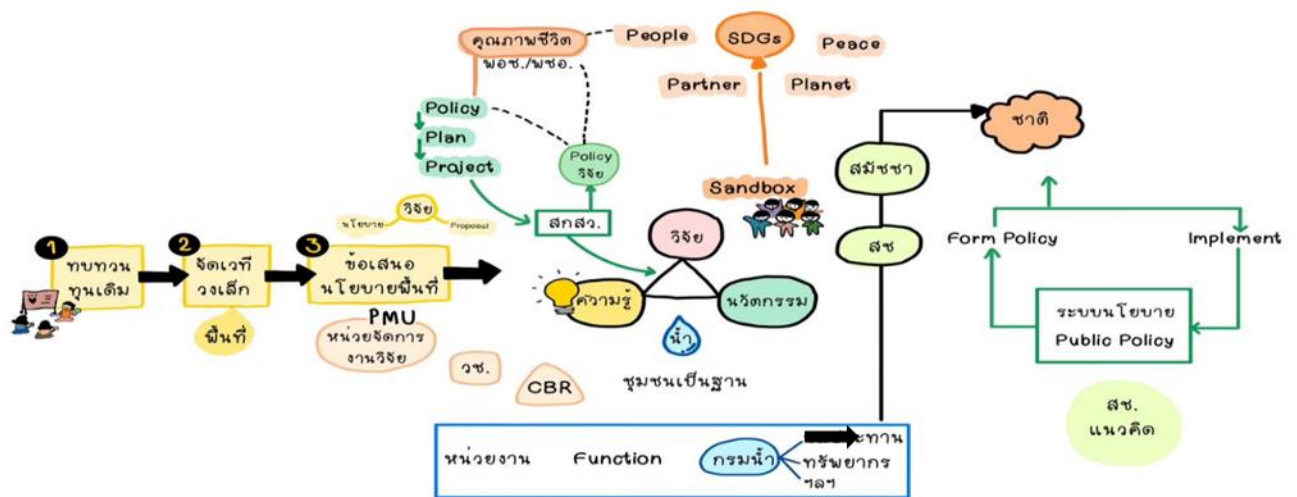 คุณภาพชีวิต
พอช./พชอ.
People
SDGs
Peace
Partner
Planet
Policy
Plan
Project
Policy
วิจัย
สกสว.
Sandbox
ชาติ
สมัชชา
สช
Form Policy
Implement
ระบบนโยบาย
Public Policy
สช.
แนวคิด
นโยบาย
วิจัย
Proposal
1
ทบทวน
ทุนเดิม
2
จัดเวที
วงเล็ก
พื้นที่
3
ข้อเสนอ
นโยบายพื้นที่
PMU
หน่วยจัดการ
งานวิจัย
วช.
CBR
วิจัย
ความรู้
นวัตกรรม
น้ำ
ชุมชนเป็นฐาน
หน่วยงาน
Function
กรมน้ำ
ทรัพยากร
ฯลฯ